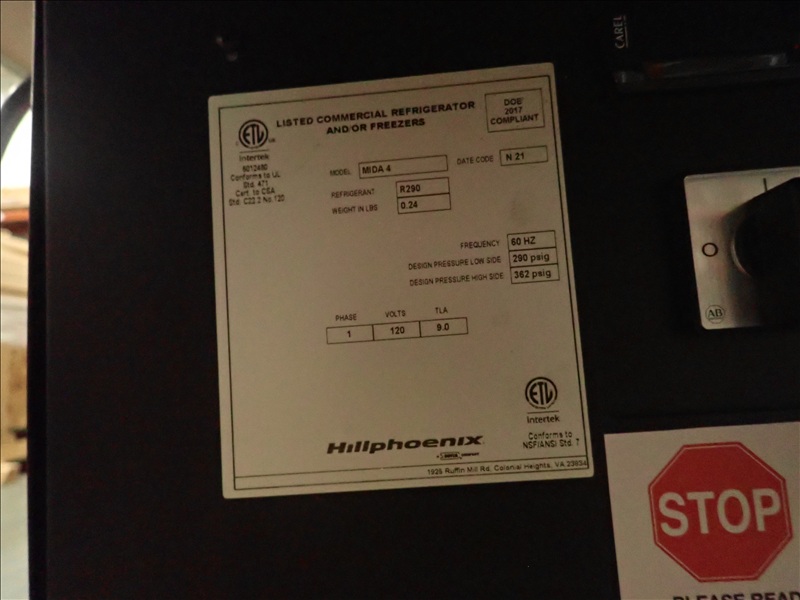 CAREL
LISTED COMMERCIAL REFRIGERATOR
AND/OR FREEZERS
DOE
2017
COMPLIANT
ETL
Intertek
Conforms to UL
Std. 471
Cert. to CSA
Std. C22.2 No.120
MODEL MIDA 4
DATE CODE N 21
REFRIGERANT R290
WEIGHT IN LBS 0.24
FREQUENCY 60 HZ
DESIGN PRESSURE LOW SIDE 290 psig
DESIGN PRESSURE HIGH SIDE 362 psig
PHASE VOLTS TLA
1 120 9.0
ETL
Intertek
Conforms to
NSF/ANSI Std. 7
Hillphoenix
1925 Ruffin Mill Rd, Colonial Heights, VA 23834
O
AB
STOP
PLEASE READ